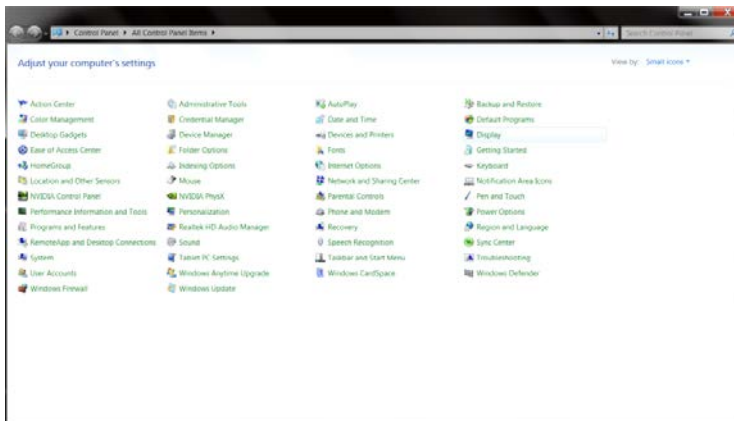 Control Panel ▸ All Control Panel Items ▸
Search Control Panel
Adjust your computer's settings
View by: Small icons
Action Center
Administrative Tools
AutoPlay
Backup and Restore
Color Management
Credential Manager
Date and Time
Default Programs
Desktop Gadgets
Device Manager
Devices and Printers
Display
Ease of Access Center
Folder Options
Fonts
Getting Started
HomeGroup
Indexing Options
Internet Options
Keyboard
Location and Other Sensors
Mouse
Network and Sharing Center
Notification Area Icons
NVIDIA Control Panel
NVIDIA PhysX
Parental Controls
Pen and Touch
Performance Information and Tools
Personalization
Phone and Modem
Power Options
Programs and Features
Realtek HD Audio Manager
Recovery
Region and Language
RemoteApp and Desktop Connections
Sound
Speech Recognition
Sync Center
System
Tablet PC Settings
Taskbar and Start Menu
Troubleshooting
User Accounts
Windows Anytime Upgrade
Windows CardSpace
Windows Defender
Windows Firewall
Windows Update